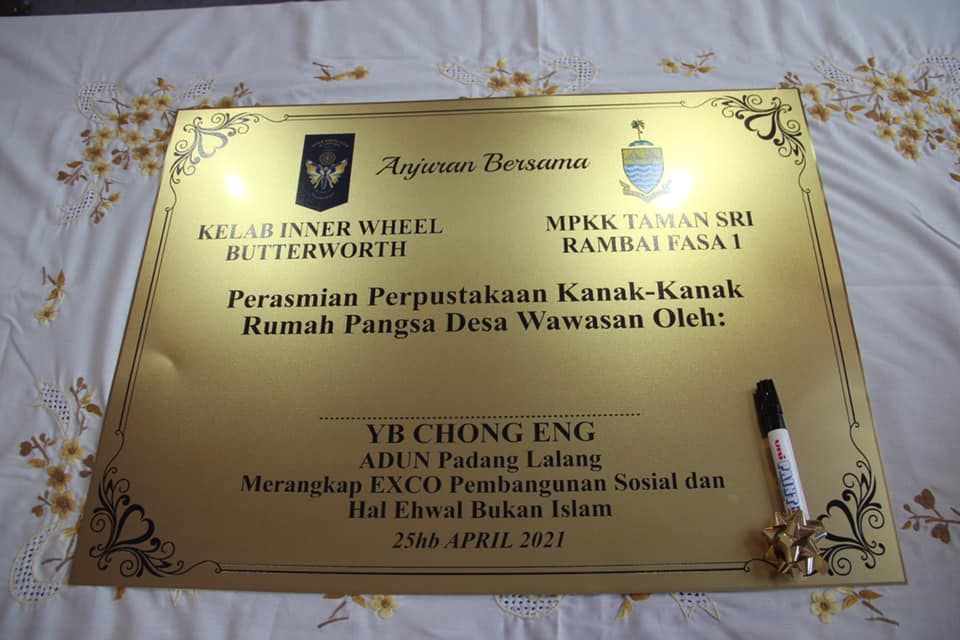 Anjuran Bersama
KELAB INNER WHEEL
BUTTERWORTH
MPKK TAMAN SRI
RAMBAI FASA 1
Perasmian Perpustakaan Kanak-Kanak
Rumah Pangsa Desa Wawasan Oleh:
YB CHONG ENG
ADUN Padang Lalang
Merangkap EXCO Pembangunan Sosial dan
Hal Ehwal Bukan Islam
25hb APRIL 2021
uni PAINT